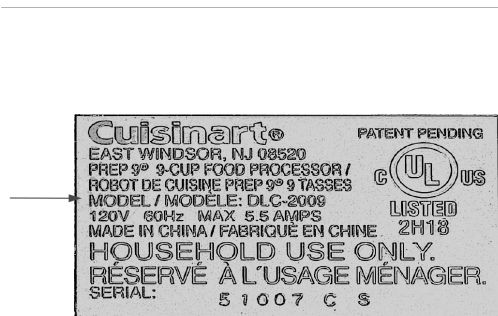 Cuisinart®
PATENT PENDING
EAST WINDSOR, NJ 08520
PREP 9® 9-CUP FOOD PROCESSOR /
ROBOT DE CUISINE PREP 9® 9 TASSES
MODEL / MODÈLE: DLC-2009
120V 60Hz MAX 5.5 AMPS
MADE IN CHINA / FABRIQUÉ EN CHINE
C UL® US
LISTED
2H18
HOUSEHOLD USE ONLY.
RÉSERVÉ À L'USAGE MÉNAGER.
SERIAL:
51007 C S